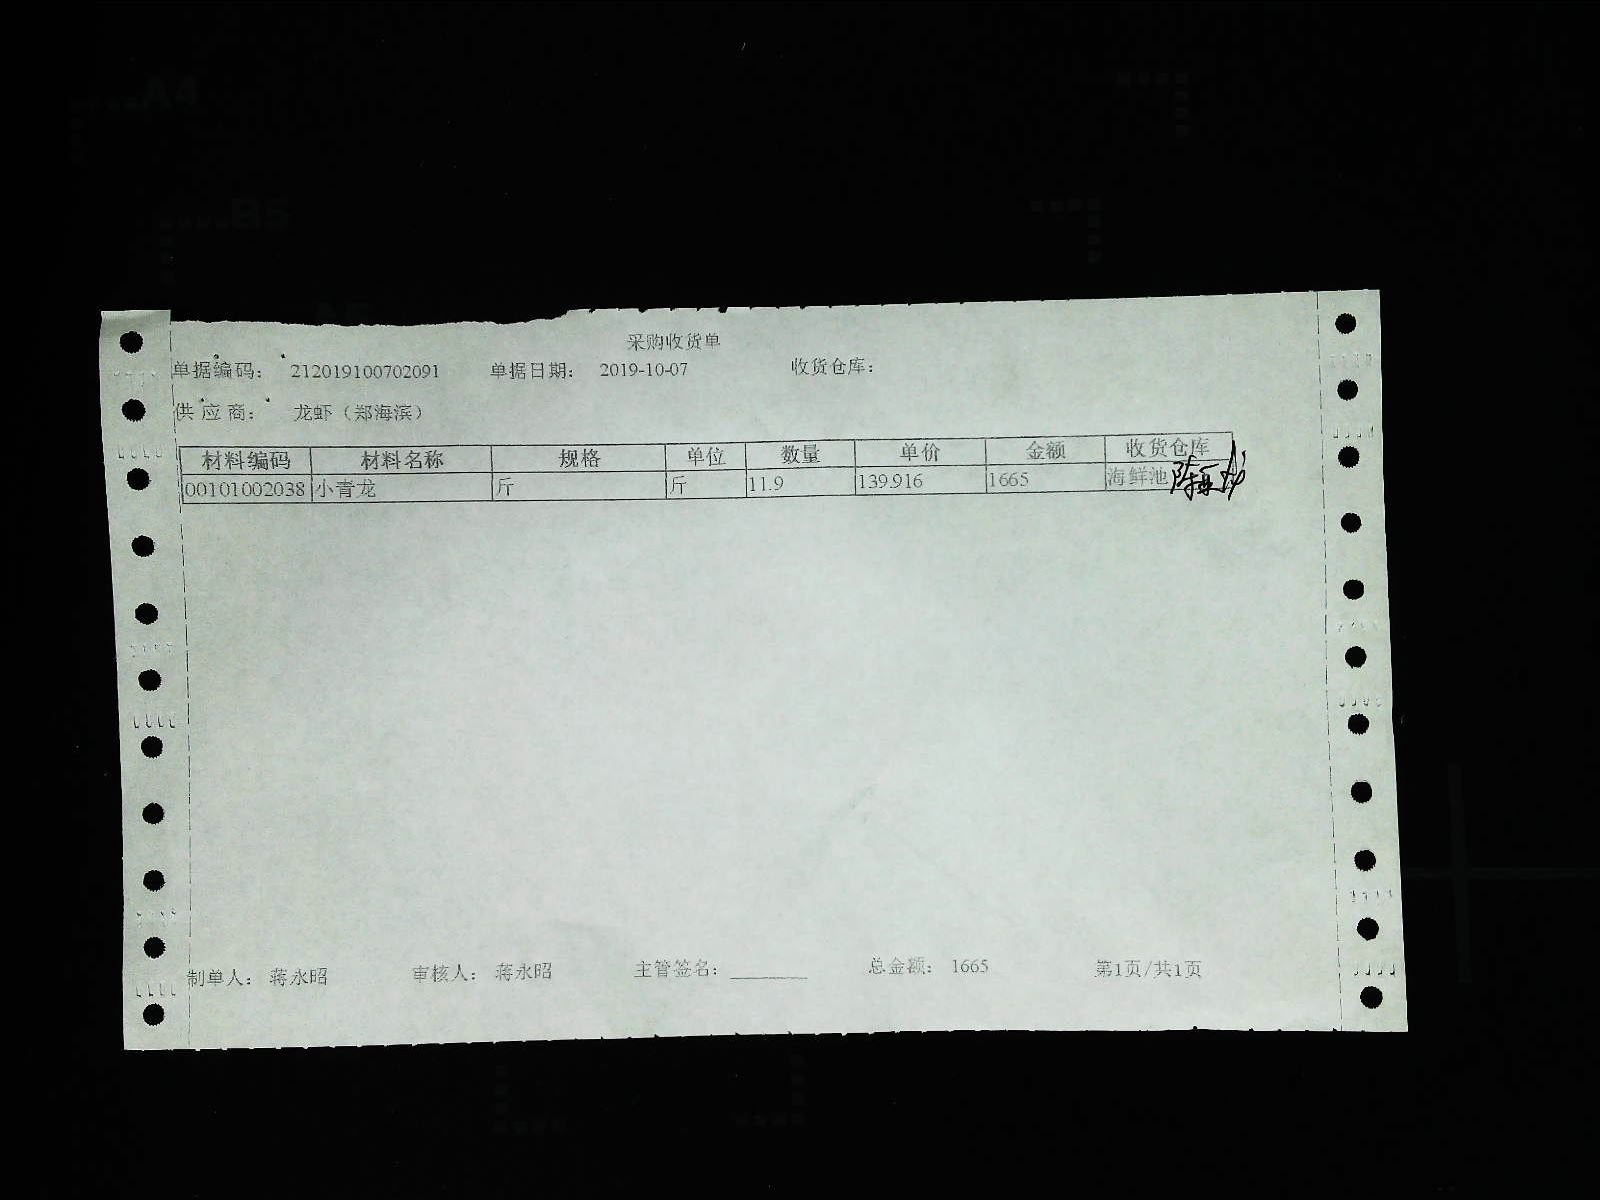 采购收货单
单据编码： 212019100702091 单据日期： 2019-10-07 收货仓库：
供 应 商： 龙虾（郑海滨）
材料编码 材料名称 规格 单位 数量 单价 金额 收货仓库
00101002038 小青龙 斤 斤 11.9 139.916 1665 海鲜池
制单人： 蒋永昭 审核人： 蒋永昭 主管签名： ________ 总金额： 1665 第1页/共1页